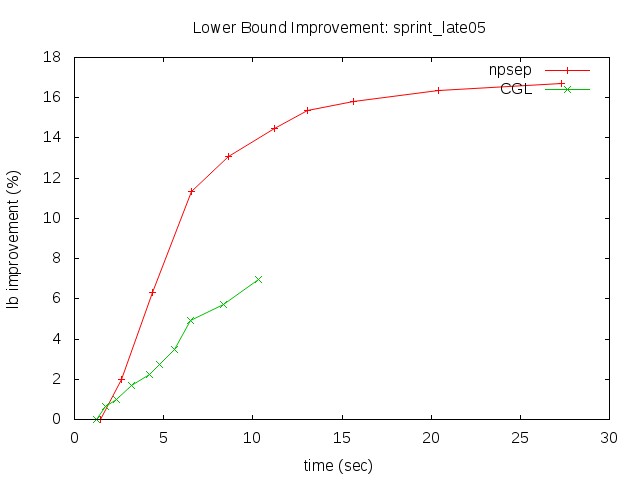 Lower Bound Improvement: sprint_late05
18
16
14
12
10
8
6
4
2
0
lb improvement (%)
npsep
CGL
0 5 10 15 20 25 30
time (sec)